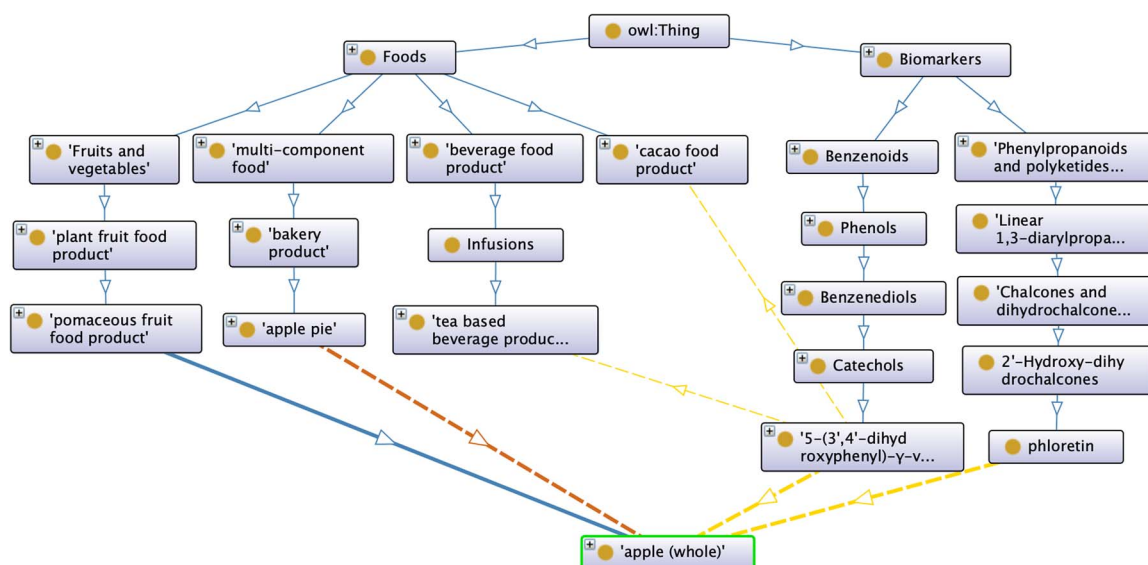 owl:Thing
Foods
Biomarkers
'Fruits and
vegetables'
'multi-component
food'
'beverage food
product'
'cacao food
product'
Benzenoids
'Phenylpropanoids
and polyketides...
'plant fruit food
product'
'bakery
product'
Infusions
Phenols
'Linear
1,3-diarylpropa...
'pomaceous fruit
food product'
'apple pie'
'tea based
beverage produc...
Benzenediols
'Chalcones and
dihydrochalcone...
Catechols
2'-Hydroxy-dihy
drochalcones
'5-(3',4'-dihyd
roxyphenyl)-γ-v...
phloretin
'apple (whole)'